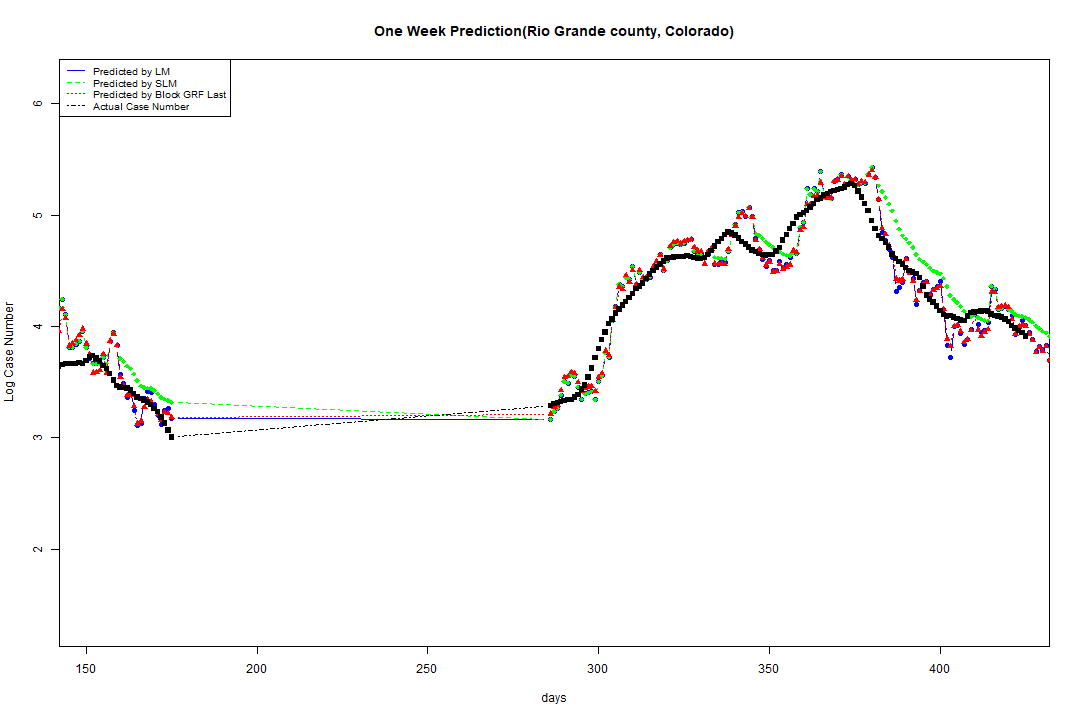 One Week Prediction(Rio Grande county, Colorado)
Predicted by LM
Predicted by SLM
Predicted by Block GRF Last
Actual Case Number
6
5
4
3
2
Log Case Number
150 200 250 300 350 400
days